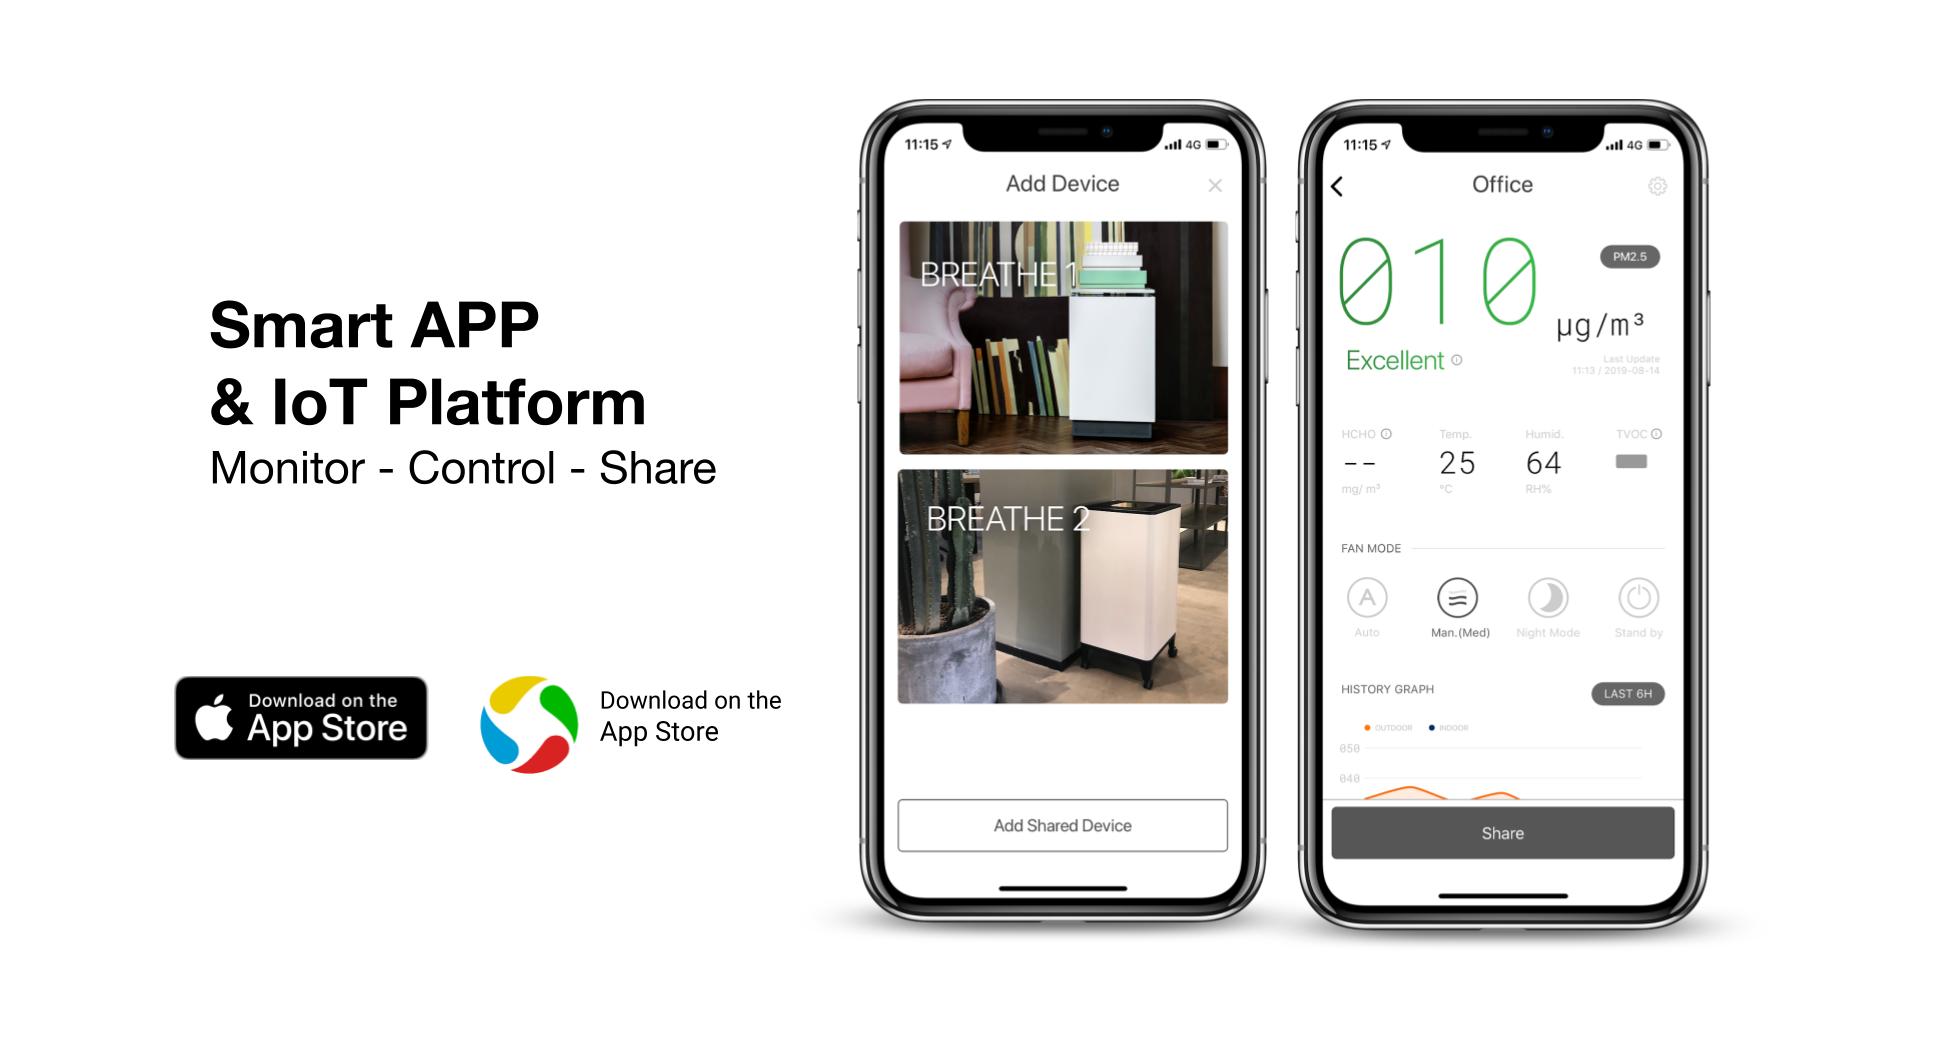 Smart APP
& IoT Platform
Monitor - Control - Share
Download on the
App Store
Download on the
App Store
11:15
4G
Add Device
BREATHE 1
BREATHE 2
Add Shared Device
11:15
4G
Office
010
PM2.5
µg/m³
Excellent
Last Update
11:13 / 2019-08-14
HCHO Temp. Humid. TVOC
-- 25 64
mg/ m³ °C RH%
FAN MODE
A
Auto Man.(Med) Night Mode Stand by
HISTORY GRAPH LAST 6H
OUTDOOR INDOOR
050
040
Share